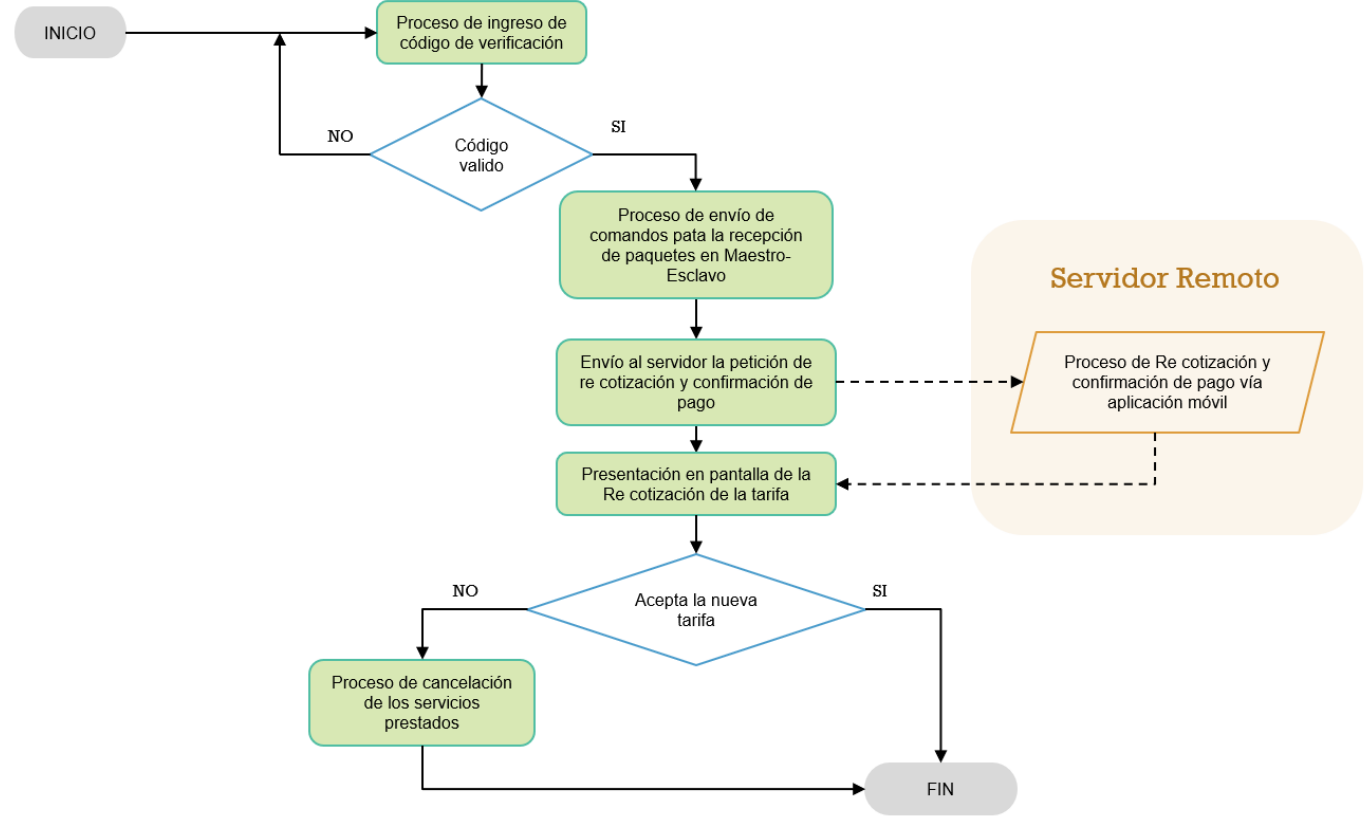 INICIO
Proceso de ingreso de
código de verificación
NO
SI
Código
valido
Proceso de envío de
comandos pata la recepción
de paquetes en Maestro-
Esclavo
Servidor Remoto
Envío al servidor la petición de
re cotización y confirmación de
pago
Proceso de Re cotización y
confirmación de pago vía
aplicación móvil
Presentación en pantalla de la
Re cotización de la tarifa
NO
SI
Acepta la nueva
tarifa
Proceso de cancelación
de los servicios
prestados
FIN